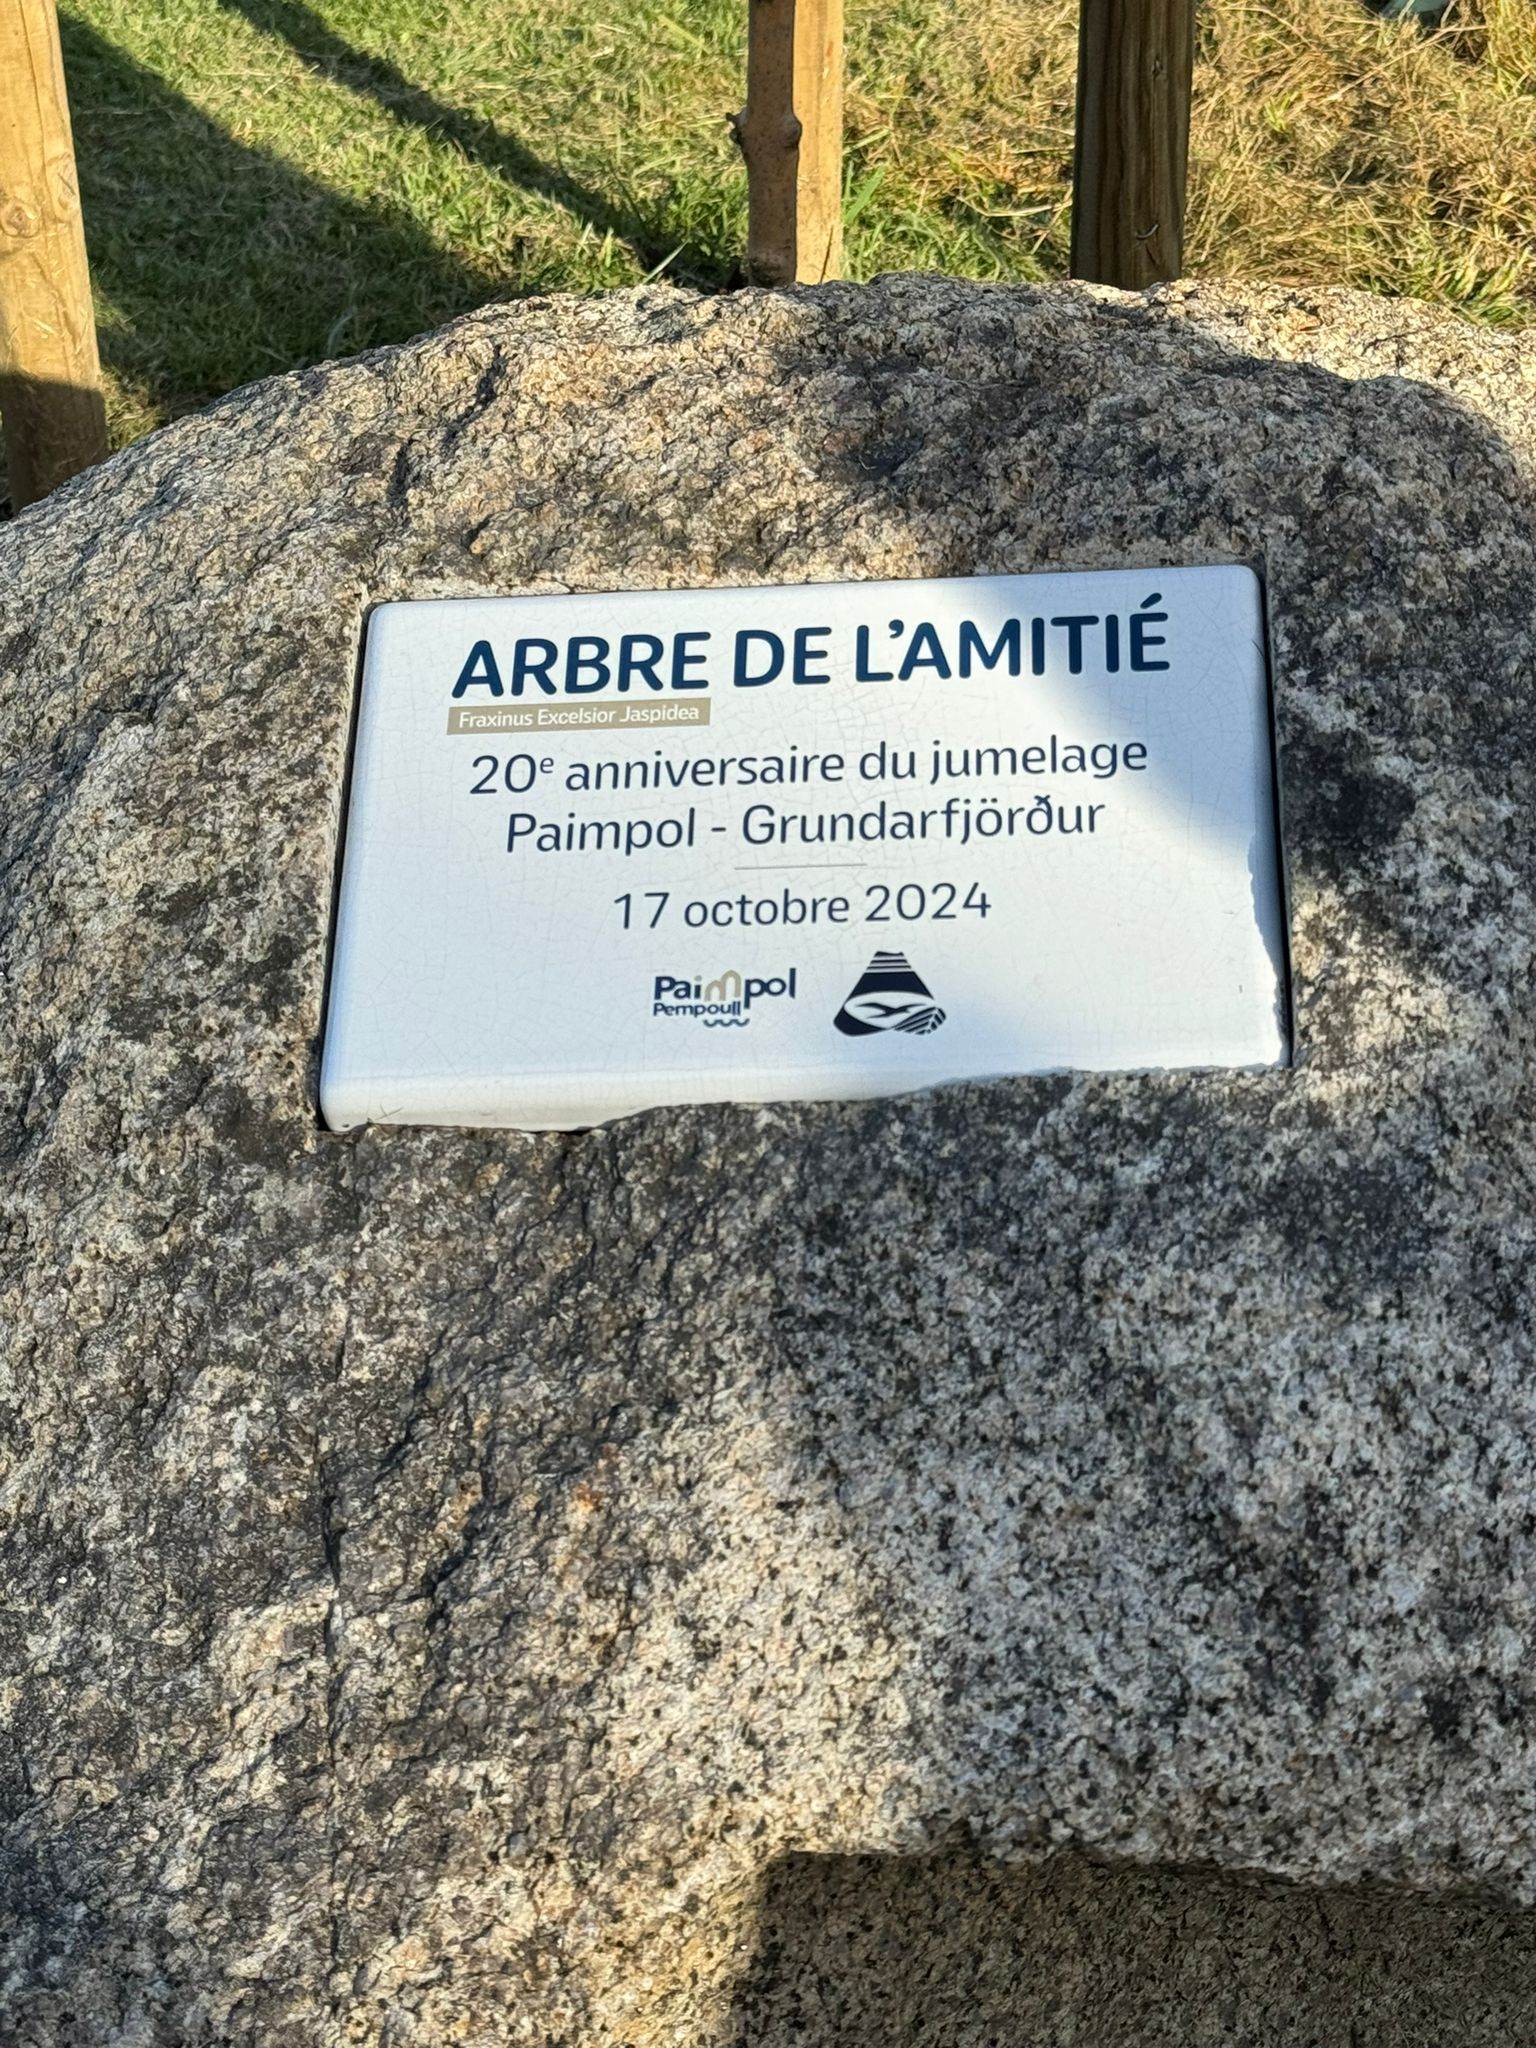 ARBRE DE L'AMITIÉ
Fraxinus Excelsior Jaspidea
20e anniversaire du jumelage
Paimpol - Grundarfjörður
17 octobre 2024
Paimpol
Pempoull